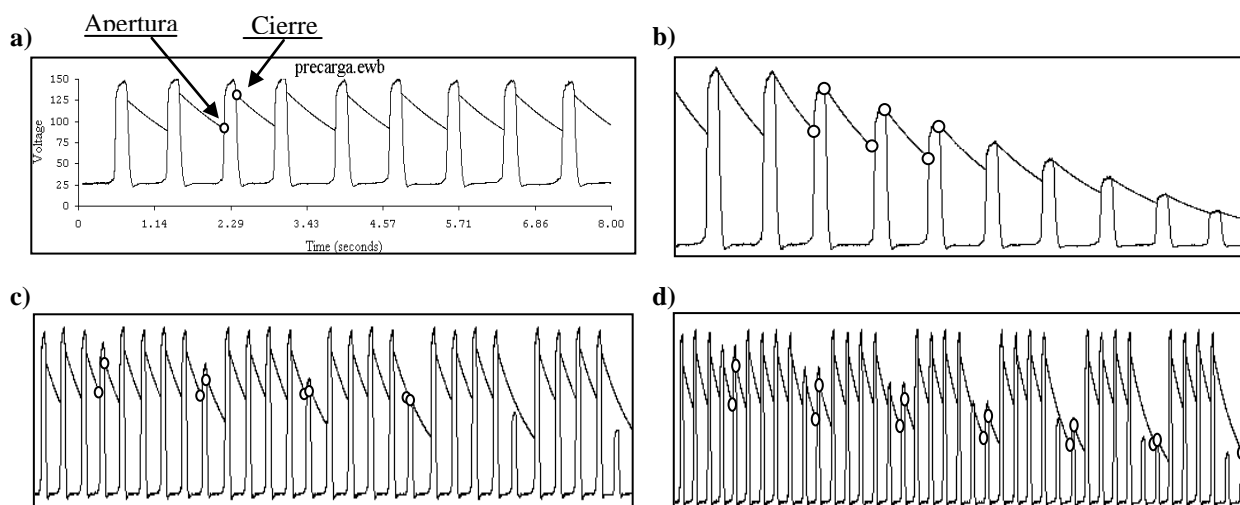 a)
Apertura
Cierre
precarga.ewb
150
125
100
75
50
25
0
Voltage
0 1.14 2.29 3.43 4.57 5.71 6.86 8.00
Time (seconds)
b)
c)
d)